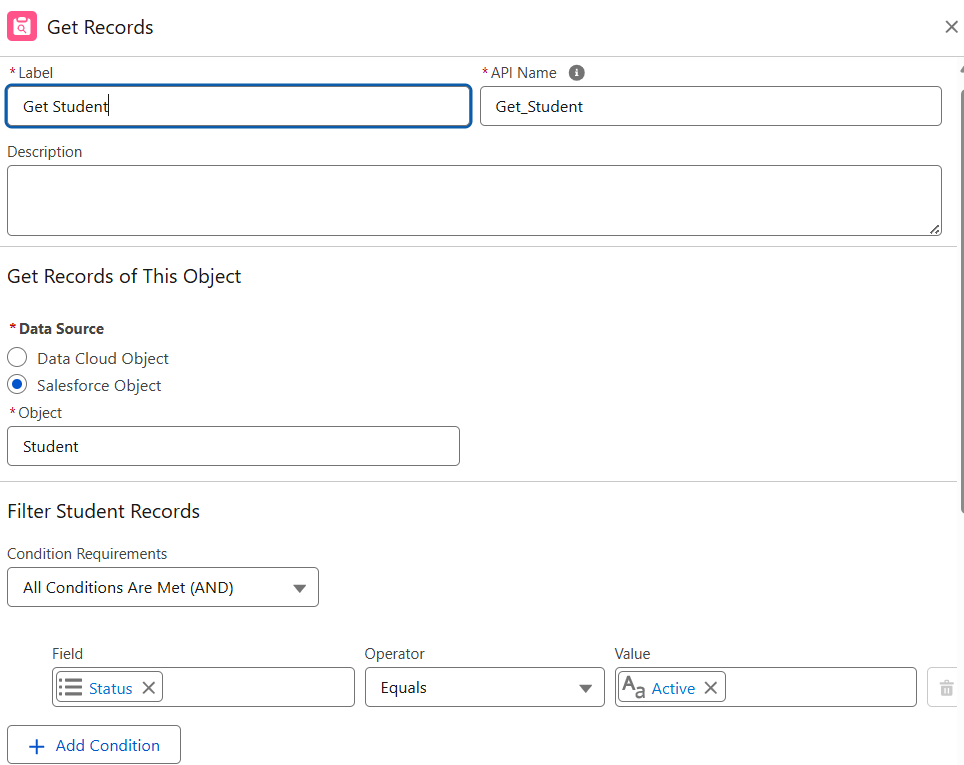 Get Records
*Label
*API Name
Get Student
Get_Student
Description
Get Records of This Object
*Data Source
Data Cloud Object
Salesforce Object
*Object
Student
Filter Student Records
Condition Requirements
All Conditions Are Met (AND)
Field
Operator
Value
Status
Equals
Aa Active
+ Add Condition